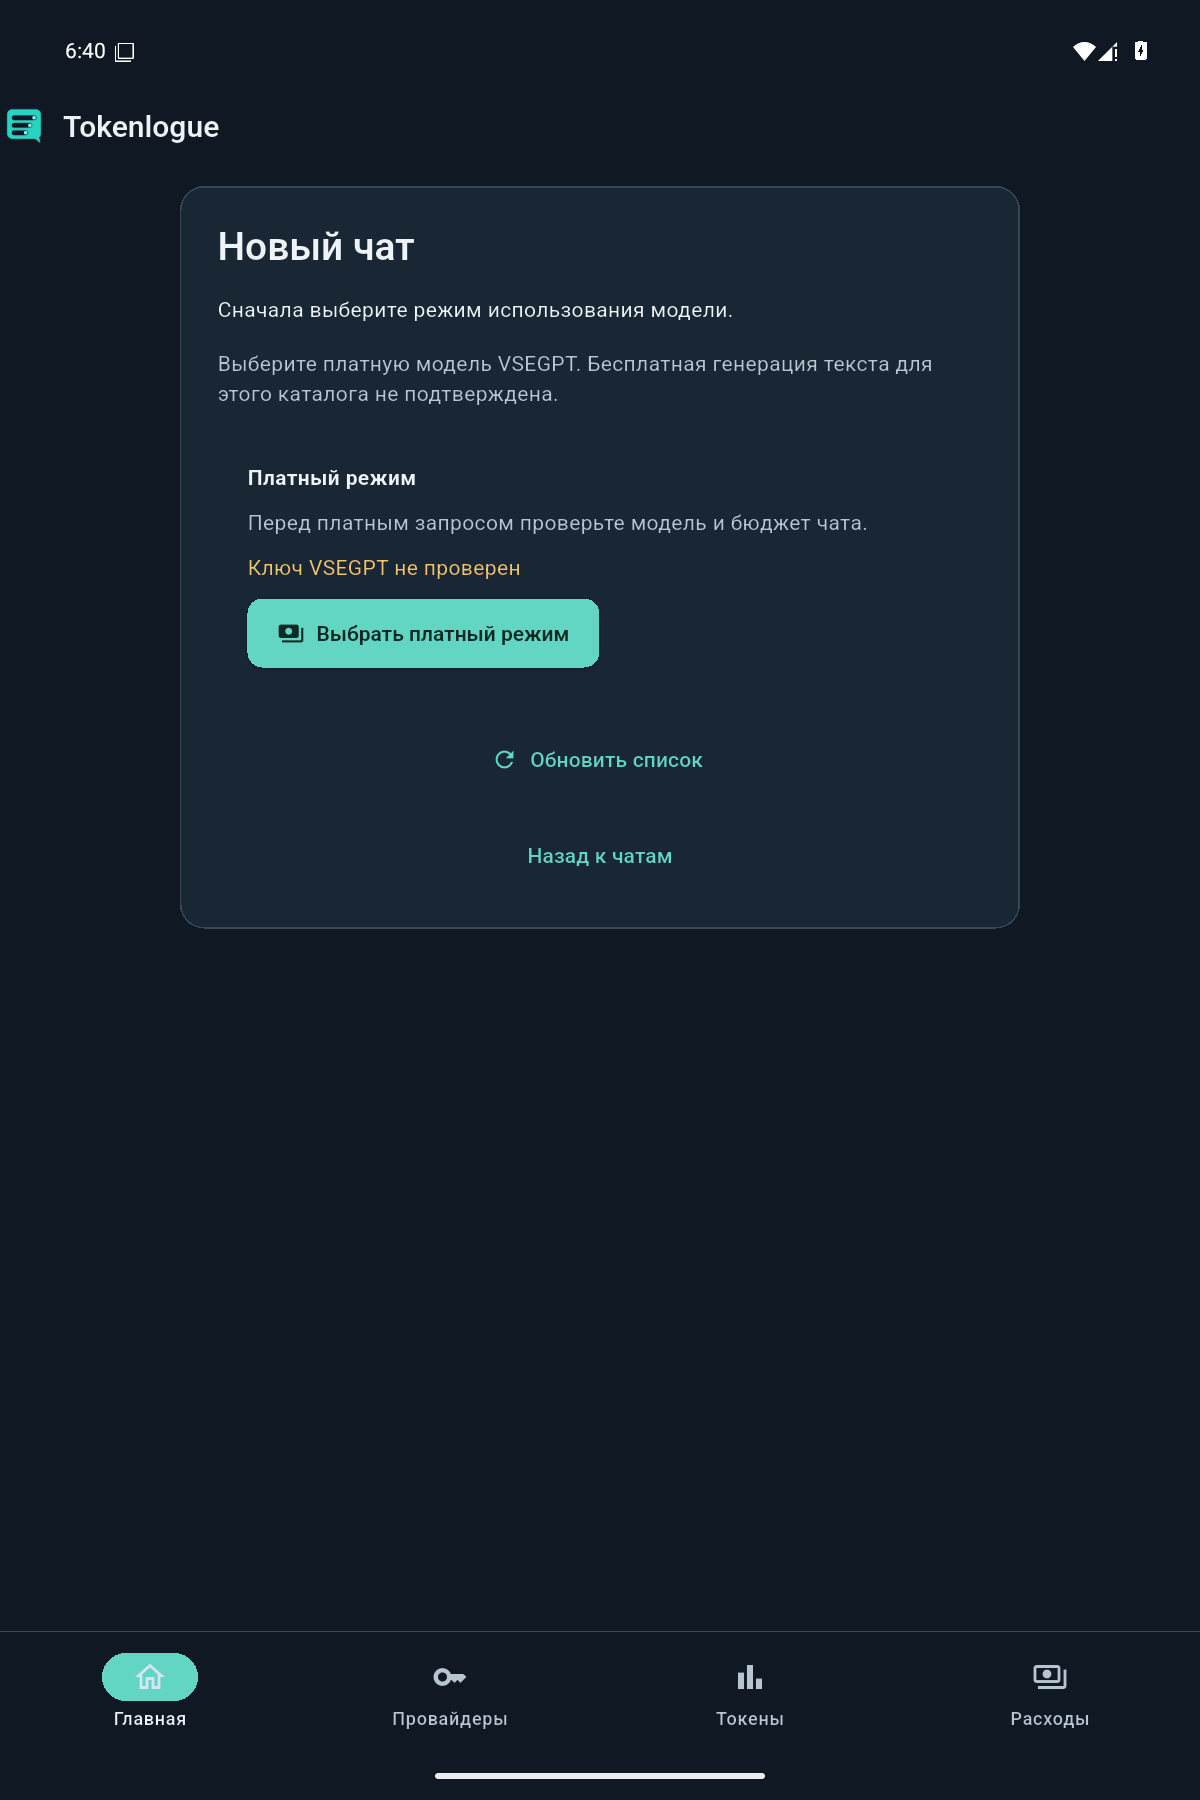 6:40
Tokenlogue
Новый чат
Сначала выберите режим использования модели.
Выберите платную модель VSEGPT. Бесплатная генерация текста для
этого каталога не подтверждена.
Платный режим
Перед платным запросом проверьте модель и бюджет чата.
Ключ VSEGPT не проверен
Выбрать платный режим
Обновить список
Назад к чатам
Главная
Провайдеры
Токены
Расходы